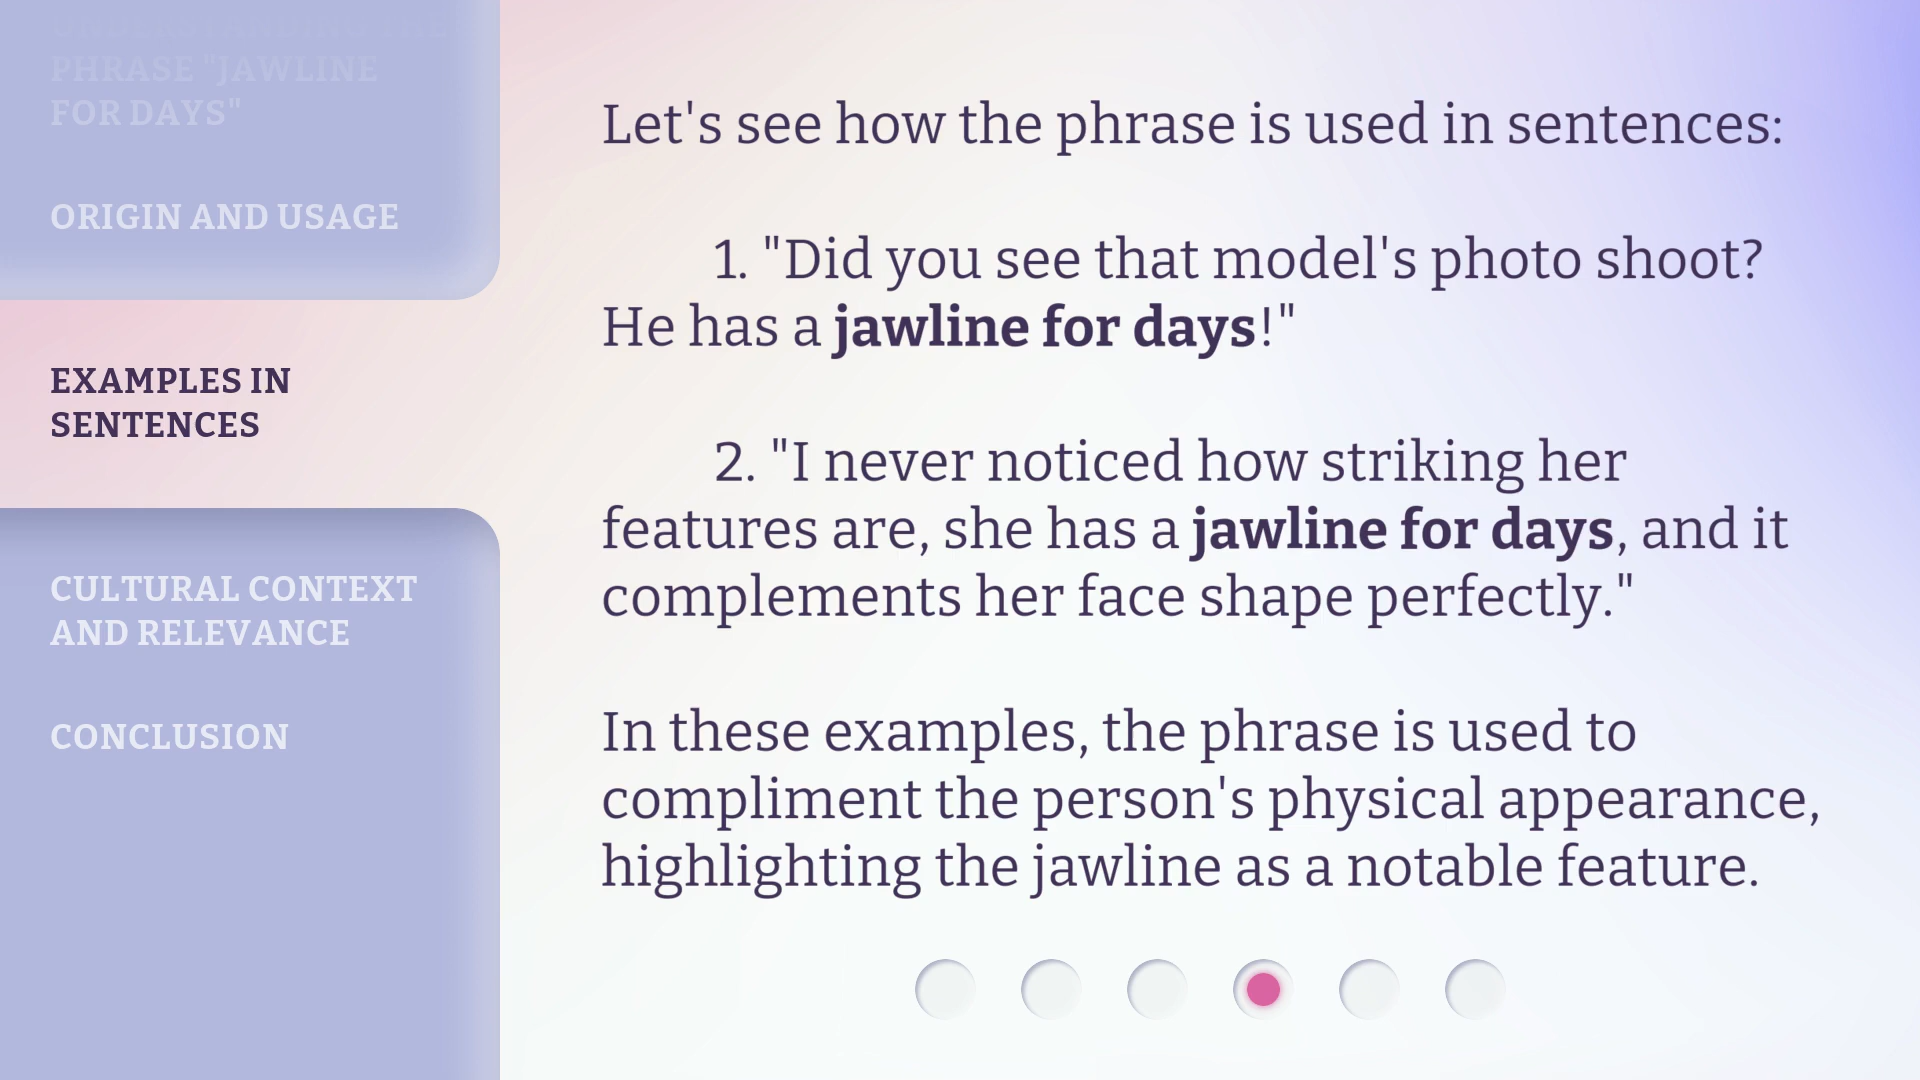 UNDERSTANDING THE
PHRASE "JAWLINE
FOR DAYS"
ORIGIN AND USAGE
EXAMPLES IN
SENTENCES
CULTURAL CONTEXT
AND RELEVANCE
CONCLUSION
Let's see how the phrase is used in sentences:
1. "Did you see that model's photo shoot?
He has a jawline for days!"
2. "I never noticed how striking her
features are, she has a jawline for days, and it
complements her face shape perfectly."
In these examples, the phrase is used to
compliment the person's physical appearance,
highlighting the jawline as a notable feature.